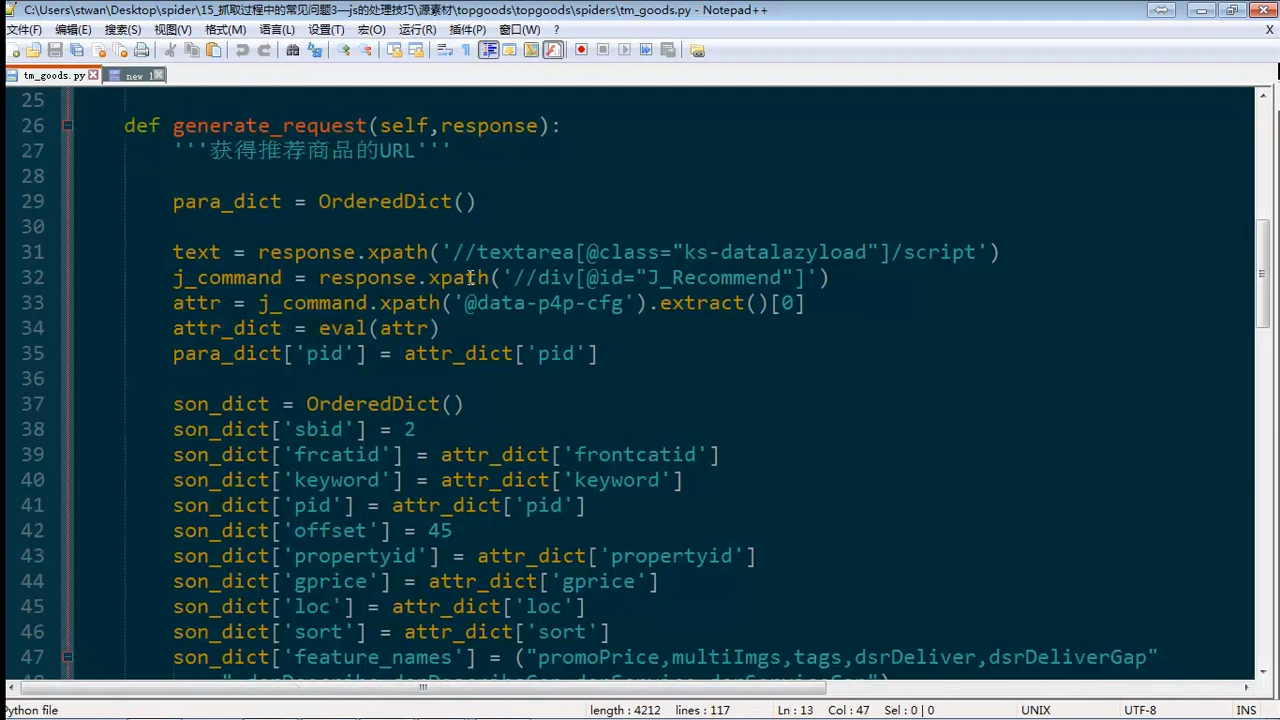 C:\Users\stwan\Desktop\spider\15_抓取过程中的常见问题3—js的处理技巧\源素材\topgoods\topgoods\spiders\tm_goods.py - Notepad++
文件(F) 编辑(E) 搜索(S) 视图(V) 格式(M) 语言(L) 设置(T) 宏(O) 运行(R) 插件(P) 窗口(W) ? X
tm_goods.py new 1
25
26 def generate_request(self,response):
27 '''获得推荐商品的URL'''
28
29 para_dict = OrderedDict()
30
31 text = response.xpath('//textarea[@class="ks-datalazyload"]/script')
32 j_command = response.xpath('//div[@id="J_Recommend"]')
33 attr = j_command.xpath('@data-p4p-cfg').extract()[0]
34 attr_dict = eval(attr)
35 para_dict['pid'] = attr_dict['pid']
36
37 son_dict = OrderedDict()
38 son_dict['sbid'] = 2
39 son_dict['frcatid'] = attr_dict['frontcatid']
40 son_dict['keyword'] = attr_dict['keyword']
41 son_dict['pid'] = attr_dict['pid']
42 son_dict['offset'] = 45
43 son_dict['propertyid'] = attr_dict['propertyid']
44 son_dict['gprice'] = attr_dict['gprice']
45 son_dict['loc'] = attr_dict['loc']
46 son_dict['sort'] = attr_dict['sort']
47 son_dict['feature_names'] = ("promoPrice,multiImgs,tags,dsrDeliver,dsrDeliverGap"
Python file length : 4212 lines : 117 Ln : 13 Col : 47 Sel : 0 | 0 UNIX UTF-8 INS